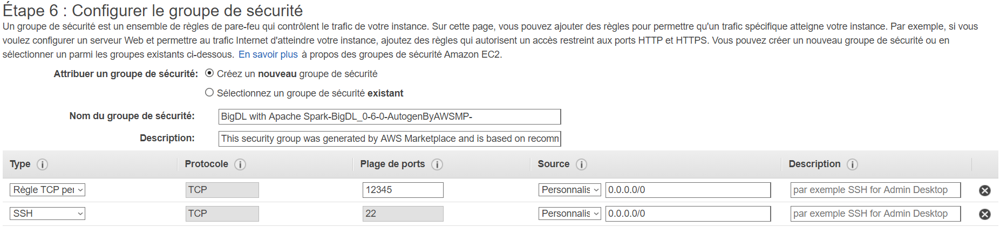 Étape 6 : Configurer le groupe de sécurité
Un groupe de sécurité est un ensemble de règles de pare-feu qui contrôlent le trafic de votre instance. Sur cette page, vous pouvez ajouter des règles pour permettre qu'un trafic spécifique atteigne votre instance. Par exemple, si vous
voulez configurer un serveur Web et permettre au trafic Internet d'atteindre votre instance, ajoutez des règles qui autorisent un accès restreint aux ports HTTP et HTTPS. Vous pouvez créer un nouveau groupe de sécurité ou en
sélectionner un parmi les groupes existants ci-dessous. En savoir plus à propos des groupes de sécurité Amazon EC2.
Attribuer un groupe de sécurité: Créez un nouveau groupe de sécurité
Sélectionnez un groupe de sécurité existant
Nom du groupe de sécurité: BigDL with Apache Spark-BigDL_0-6-0-AutogenByAWSMP-
Description: This security group was generated by AWS Marketplace and is based on recomn
Type Protocole Plage de ports Source Description
Règle TCP per TCP 12345 Personnalis 0.0.0.0/0 par exemple SSH for Admin Desktop
SSH TCP 22 Personnalis 0.0.0.0/0 par exemple SSH for Admin Desktop